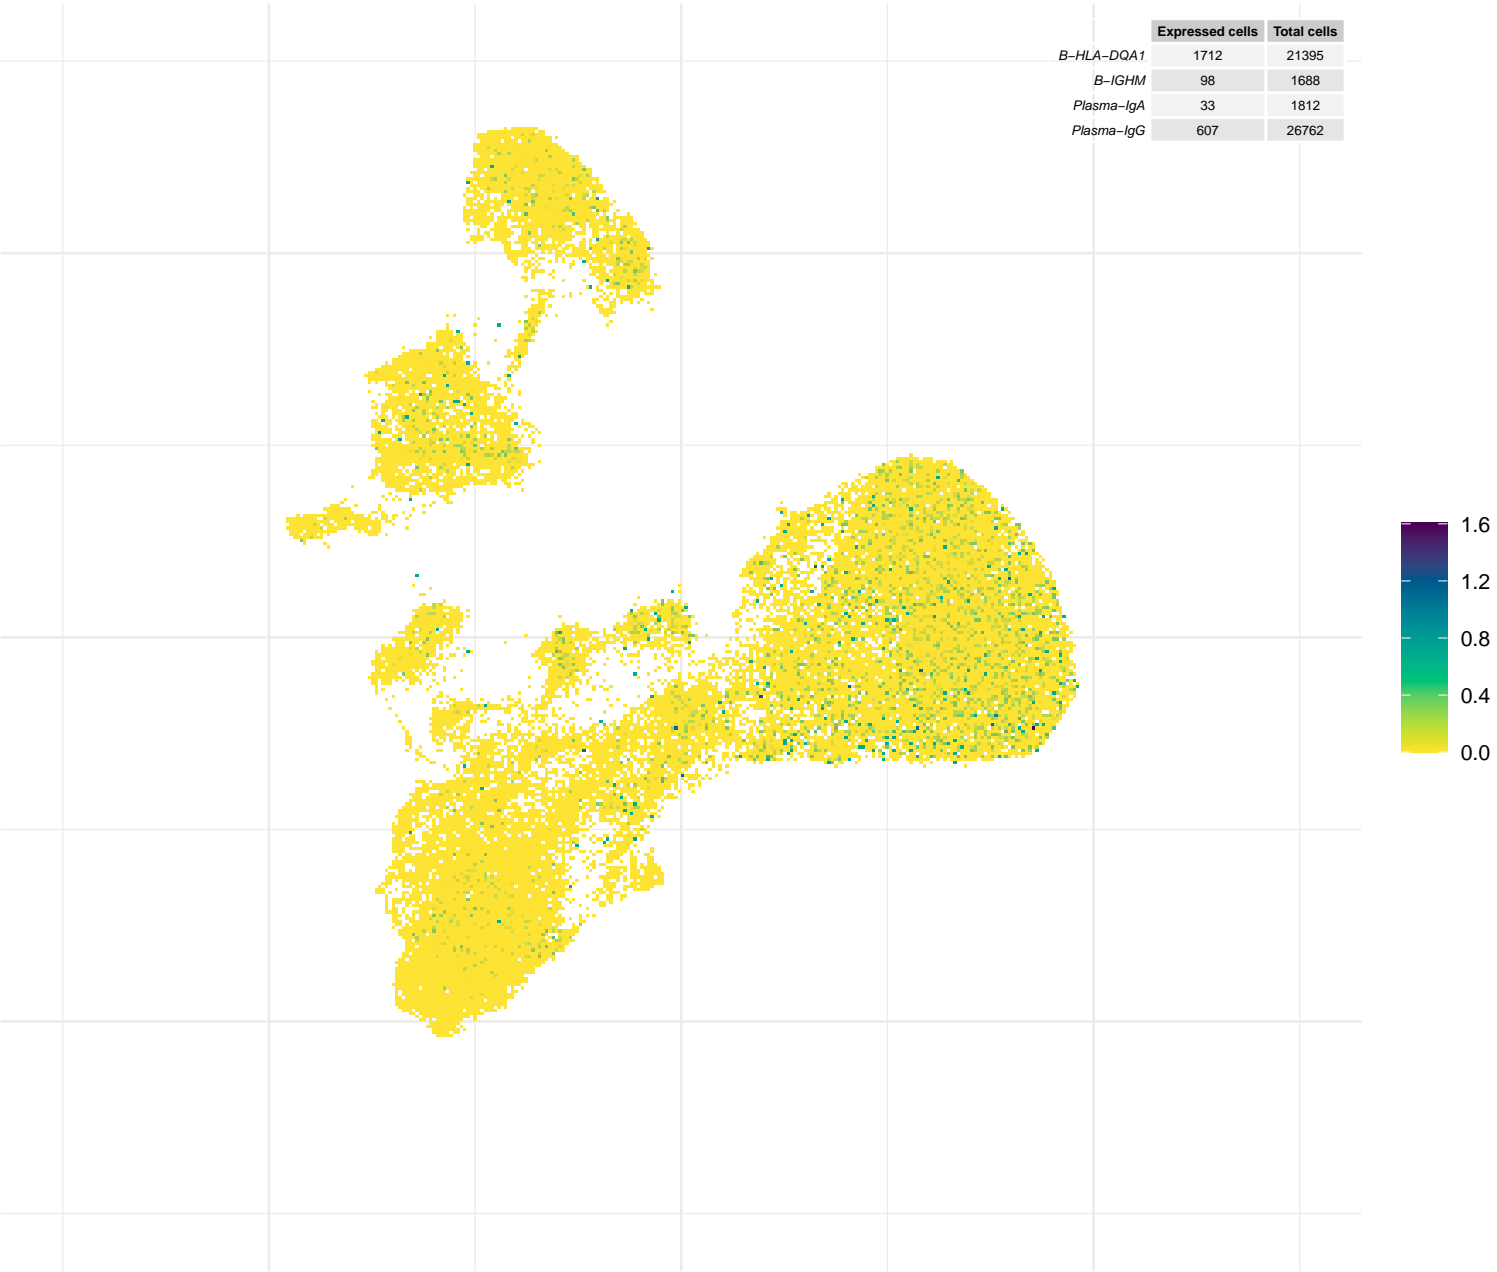 Expressed cells Total cells
B−HLA−DQA1 1712 21395
B−IGHM 98 1688
Plasma−IgA 33 1812
Plasma−IgG 607 26762
1.6
1.2
0.8
0.4
0.0